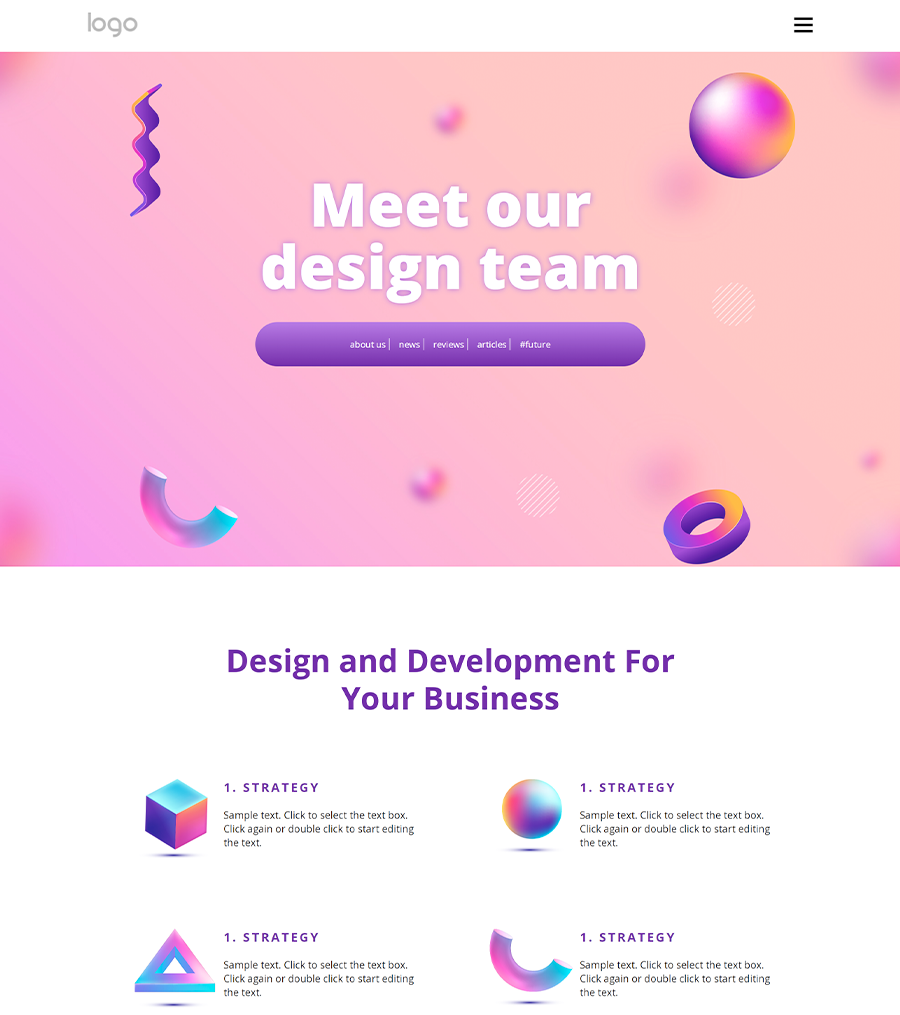 logo
Meet our
design team
about us | news | reviews | articles | #future
Design and Development For
Your Business
1. STRATEGY
Sample text. Click to select the text box.
Click again or double click to start editing
the text.
1. STRATEGY
Sample text. Click to select the text box.
Click again or double click to start editing
the text.
1. STRATEGY
Sample text. Click to select the text box.
Click again or double click to start editing
the text.
1. STRATEGY
Sample text. Click to select the text box.
Click again or double click to start editing
the text.